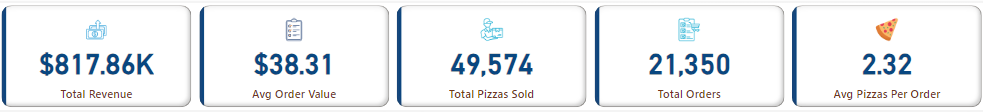 $817.86K
Total Revenue
$38.31
Avg Order Value
49,574
Total Pizzas Sold
21,350
Total Orders
2.32
Avg Pizzas Per Order